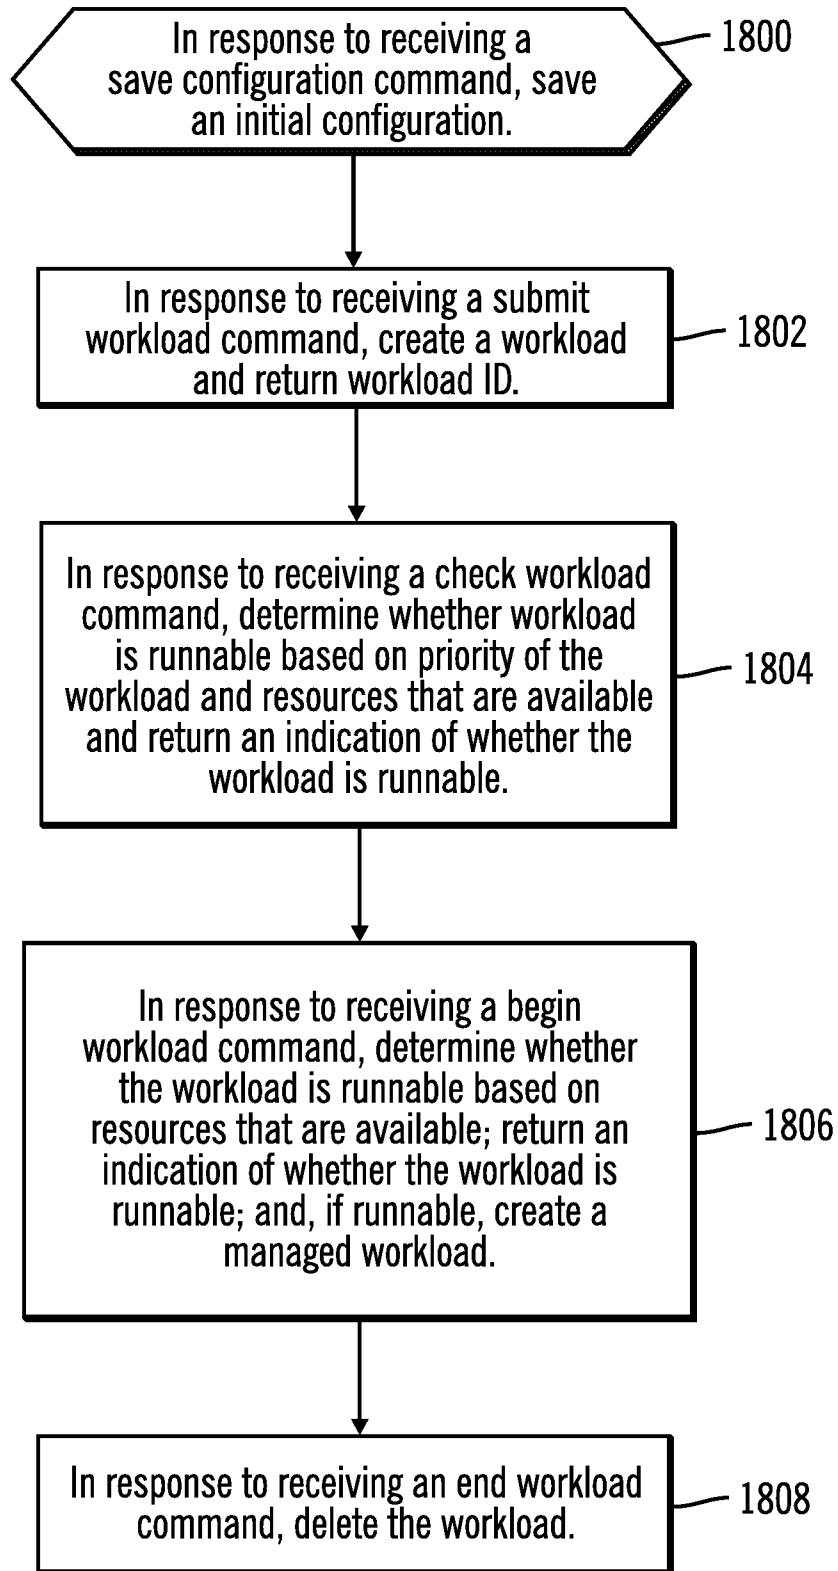 In response to receiving a
save configuration command, save
an initial configuration.
1800
In response to receiving a submit
workload command, create a workload
and return workload ID.
1802
In response to receiving a check workload
command, determine whether workload
is runnable based on priority of the
workload and resources that are available
and return an indication of whether the
workload is runnable.
1804
In response to receiving a begin
workload command, determine whether
the workload is runnable based on
resources that are available; return an
indication of whether the workload is
runnable; and, if runnable, create a
managed workload.
1806
In response to receiving an end workload
command, delete the workload.
1808